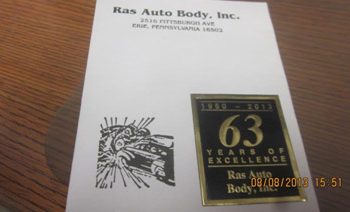 Ras Auto Body, Inc.
2516 PITTSBURGH AVE
ERIE, PENNSYLVANIA 16502
1950 - 2013
63
YEARS OF
EXCELLENCE
Ras Auto
Body, Inc.
08/08/2013 15:51